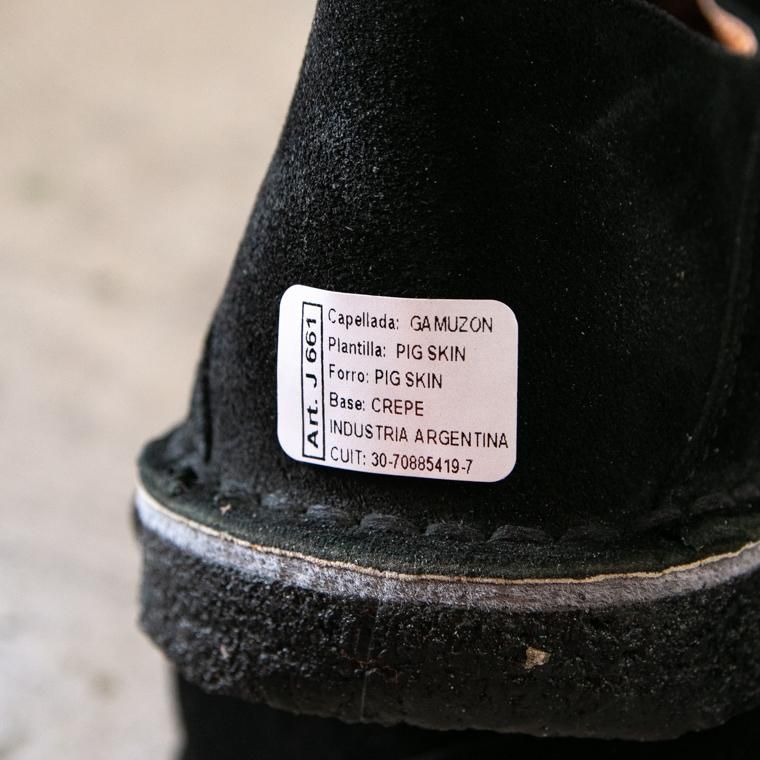 Art. J 661
Capellada: GAMUZON
Plantilla: PIG SKIN
Forro: PIG SKIN
Base: CREPE
INDUSTRIA ARGENTINA
CUIT: 30-70885419-7